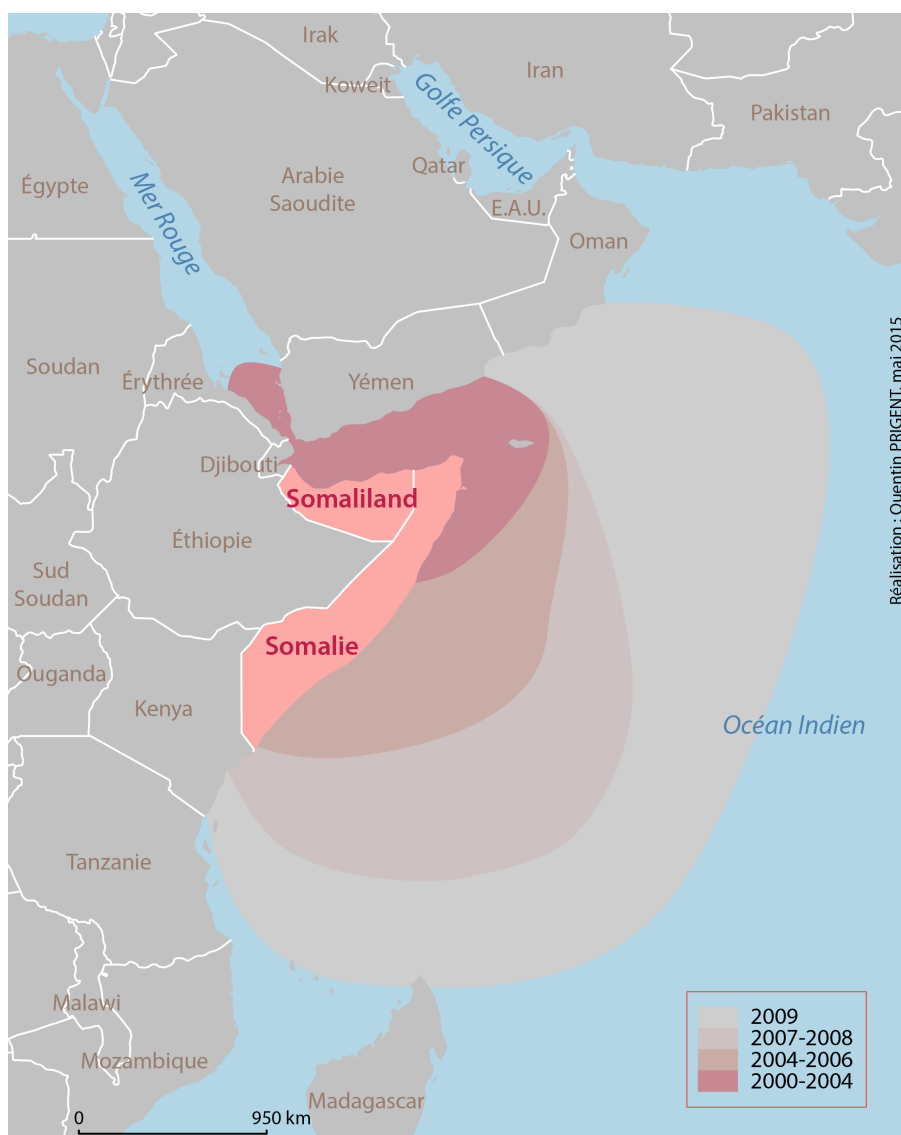 Irak
Iran
Koweit
Golfe Persique
Pakistan
Qatar
Égypte
Mer Rouge
Arabie
Saoudite
E.A.U.
Oman
Soudan
Érythrée
Yémen
Djibouti
Somaliland
Éthiopie
Sud
Soudan
Somalie
Ouganda
Kenya
Océan Indien
Tanzanie
Malawi
Mozambique
Madagascar
0
950 km
2009
2007-2008
2004-2006
2000-2004
Réalisation : Quentin PRIGENT, mai 2015